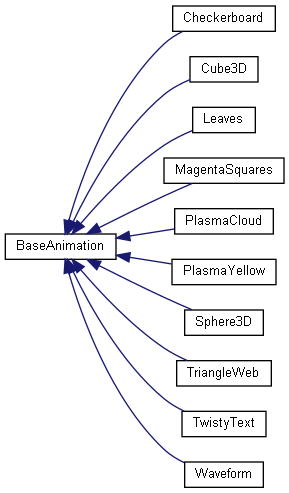 Checkerboard
Cube3D
Leaves
MagentaSquares
PlasmaCloud
BaseAnimation
PlasmaYellow
Sphere3D
TriangleWeb
TwistyText
Waveform